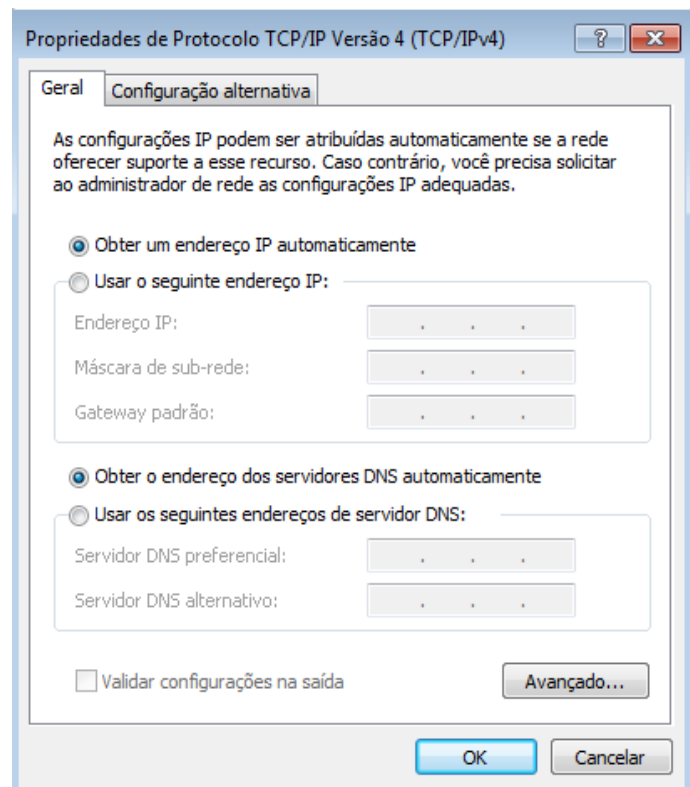 Propriedades de Protocolo TCP/IP Versão 4 (TCP/IPv4)
Geral
Configuração alternativa
As configurações IP podem ser atribuídas automaticamente se a rede
oferecer suporte a esse recurso. Caso contrário, você precisa solicitar
ao administrador de rede as configurações IP adequadas.
Obter um endereço IP automaticamente
Usar o seguinte endereço IP:
Endereço IP: . . .
Máscara de sub-rede: . . .
Gateway padrão: . . .
Obter o endereço dos servidores DNS automaticamente
Usar os seguintes endereços de servidor DNS:
Servidor DNS preferencial: . . .
Servidor DNS alternativo: . . .
Validar configurações na saída
Avançado...
OK
Cancelar